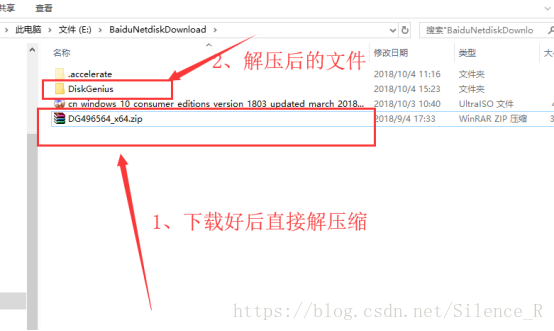 共享 查看
此电脑 › 文件 (E:) › BaiduNetdiskDownload ›
搜索"BaiduNetdiskDownlo
名称 修改日期 类型 大
2、解压后的文件
.accelerate 2018/10/4 11:16 文件夹
DiskGenius 2018/10/4 15:23 文件夹
cn_windows_10_consumer_editions_version_1803_updated_march_2018... 2018/10/3 10:40 UltraISO 文件
DG496564_x64.zip 2018/9/4 17:33 WinRAR ZIP 压缩
1、下载好后直接解压缩
https://blog.csdn.net/Silence_R